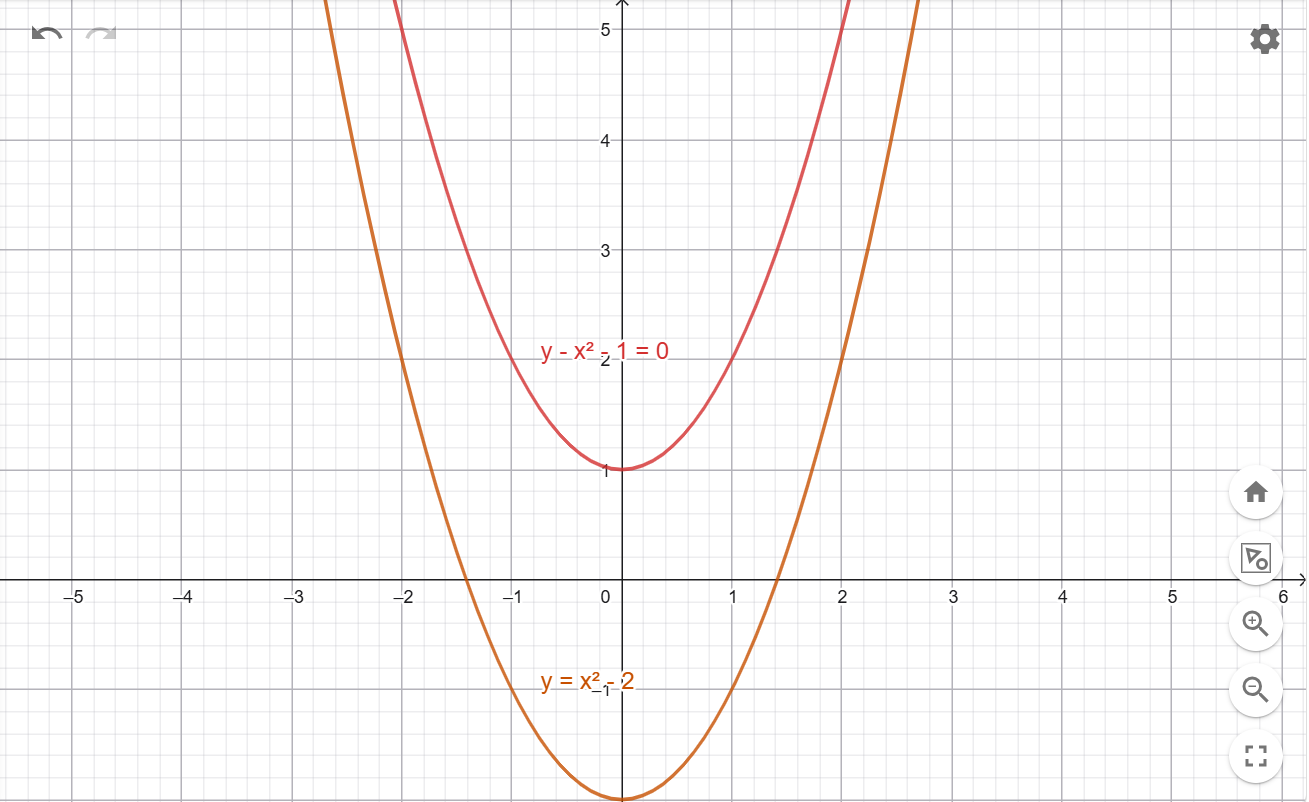 5
4
3
y - x² - 1 = 0
2
1
–5 –4 –3 –2 –1 0 1 2 3 4 5 6
y = x² - 2
–1